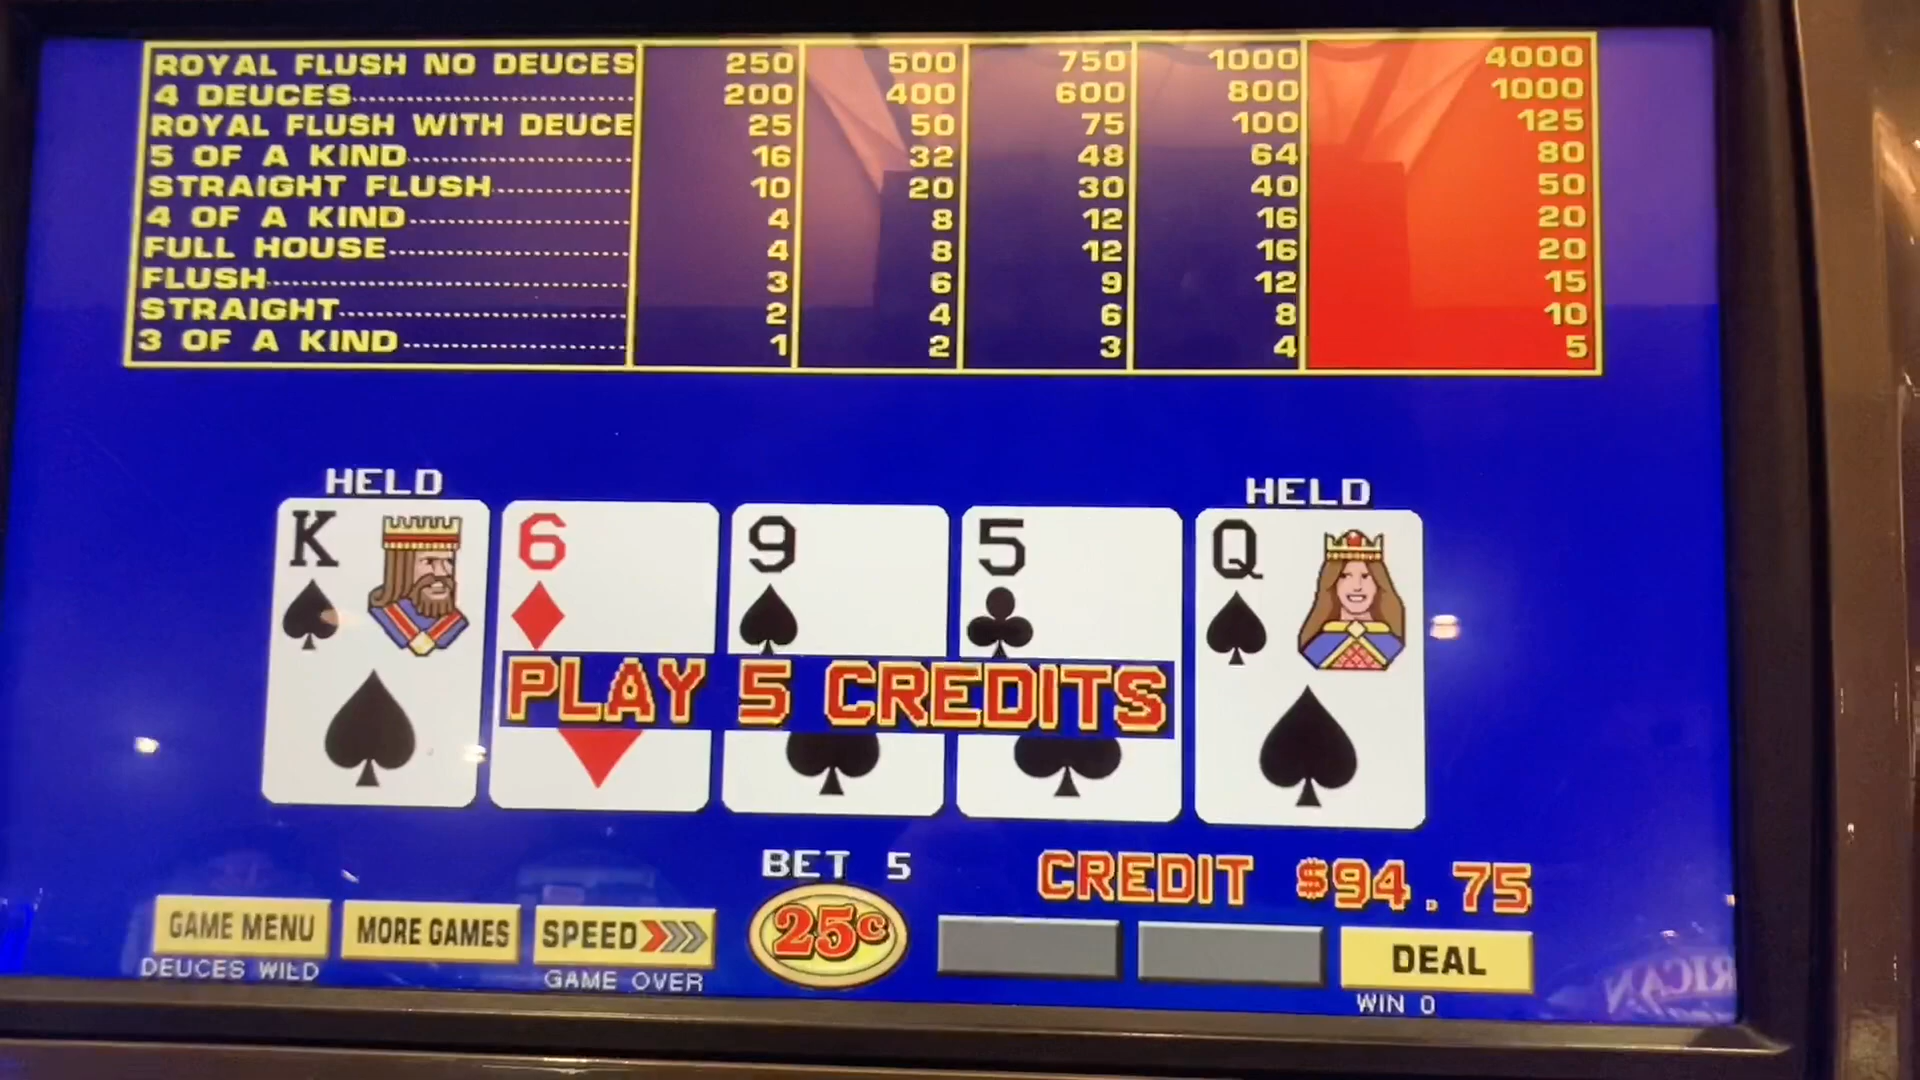 ROYAL FLUSH NO DEUCES 250 500 750 1000 4000
4 DEUCES 200 400 600 800 1000
ROYAL FLUSH WITH DEUCE 25 50 75 100 125
5 OF A KIND 16 32 48 64 80
STRAIGHT FLUSH 10 20 30 40 50
4 OF A KIND 4 8 12 16 20
FULL HOUSE 4 8 12 16 20
FLUSH 3 6 9 12 15
STRAIGHT 2 4 6 8 10
3 OF A KIND 1 2 3 4 5
HELD HELD
K 6 9 5 Q
PLAY 5 CREDITS
BET 5 CREDIT $94.75
GAME MENU MORE GAMES SPEED 25¢ DEAL
DEUCES WILD GAME OVER WIN 0